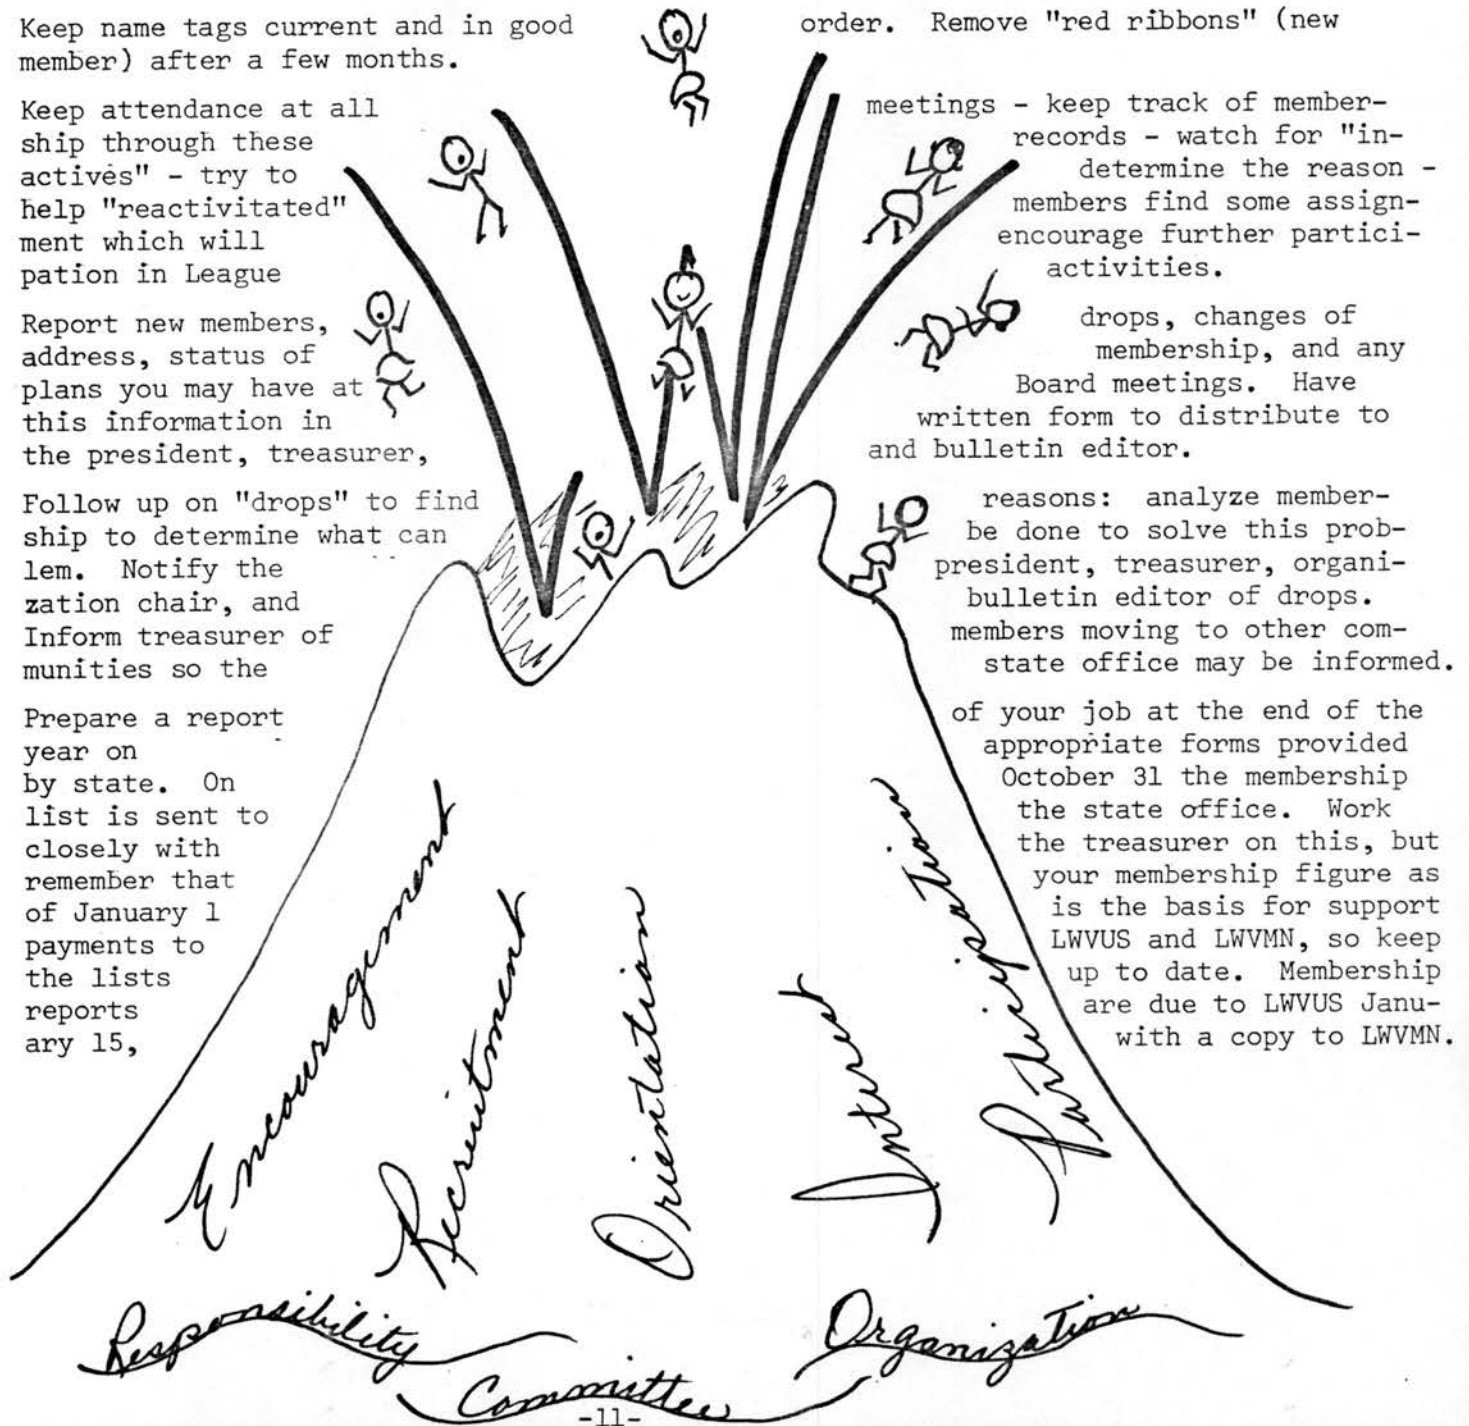 Keep name tags current and in good order. Remove "red ribbons" (new
member) after a few months.
Keep attendance at all meetings - keep track of member-
ship through these records - watch for "in-
actives" - try to determine the reason -
help "reactivitated" members find some assign-
ment which will encourage further partici-
pation in League activities.
Report new members, drops, changes of
address, status of membership, and any
plans you may have at Board meetings. Have
this information in written form to distribute to
the president, treasurer, and bulletin editor.
Follow up on "drops" to find reasons: analyze member-
ship to determine what can be done to solve this prob-
lem. Notify the president, treasurer, organi-
zation chair, and bulletin editor of drops.
Inform treasurer of members moving to other com-
munities so the state office may be informed.
Prepare a report of your job at the end of the
year on appropriate forms provided
by state. On October 31 the membership
list is sent to the state office. Work
closely with the treasurer on this, but
remember that your membership figure as
of January 1 is the basis for support
payments to LWVUS and LWVMN, so keep
the lists up to date. Membership
reports are due to LWVUS Janu-
ary 15, with a copy to LWVMN.
Encouragement
Recruitment
Orientation
Interest
Participation
Responsibility
Organization
Committee
-11-